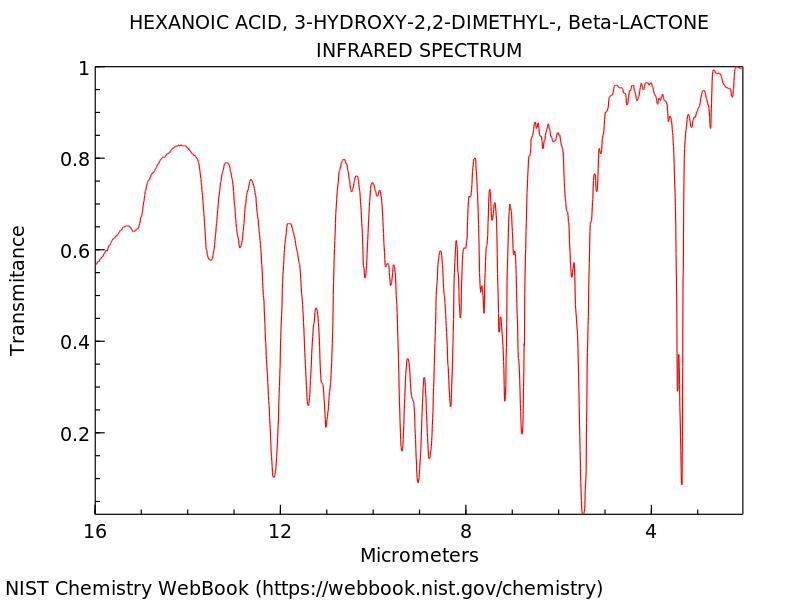 HEXANOIC ACID, 3-HYDROXY-2,2-DIMETHYL-, Beta-LACTONE
INFRARED SPECTRUM
1
0.8
0.6
0.4
0.2
Transmitance
16 12 8 4
Micrometers
NIST Chemistry WebBook (https://webbook.nist.gov/chemistry)